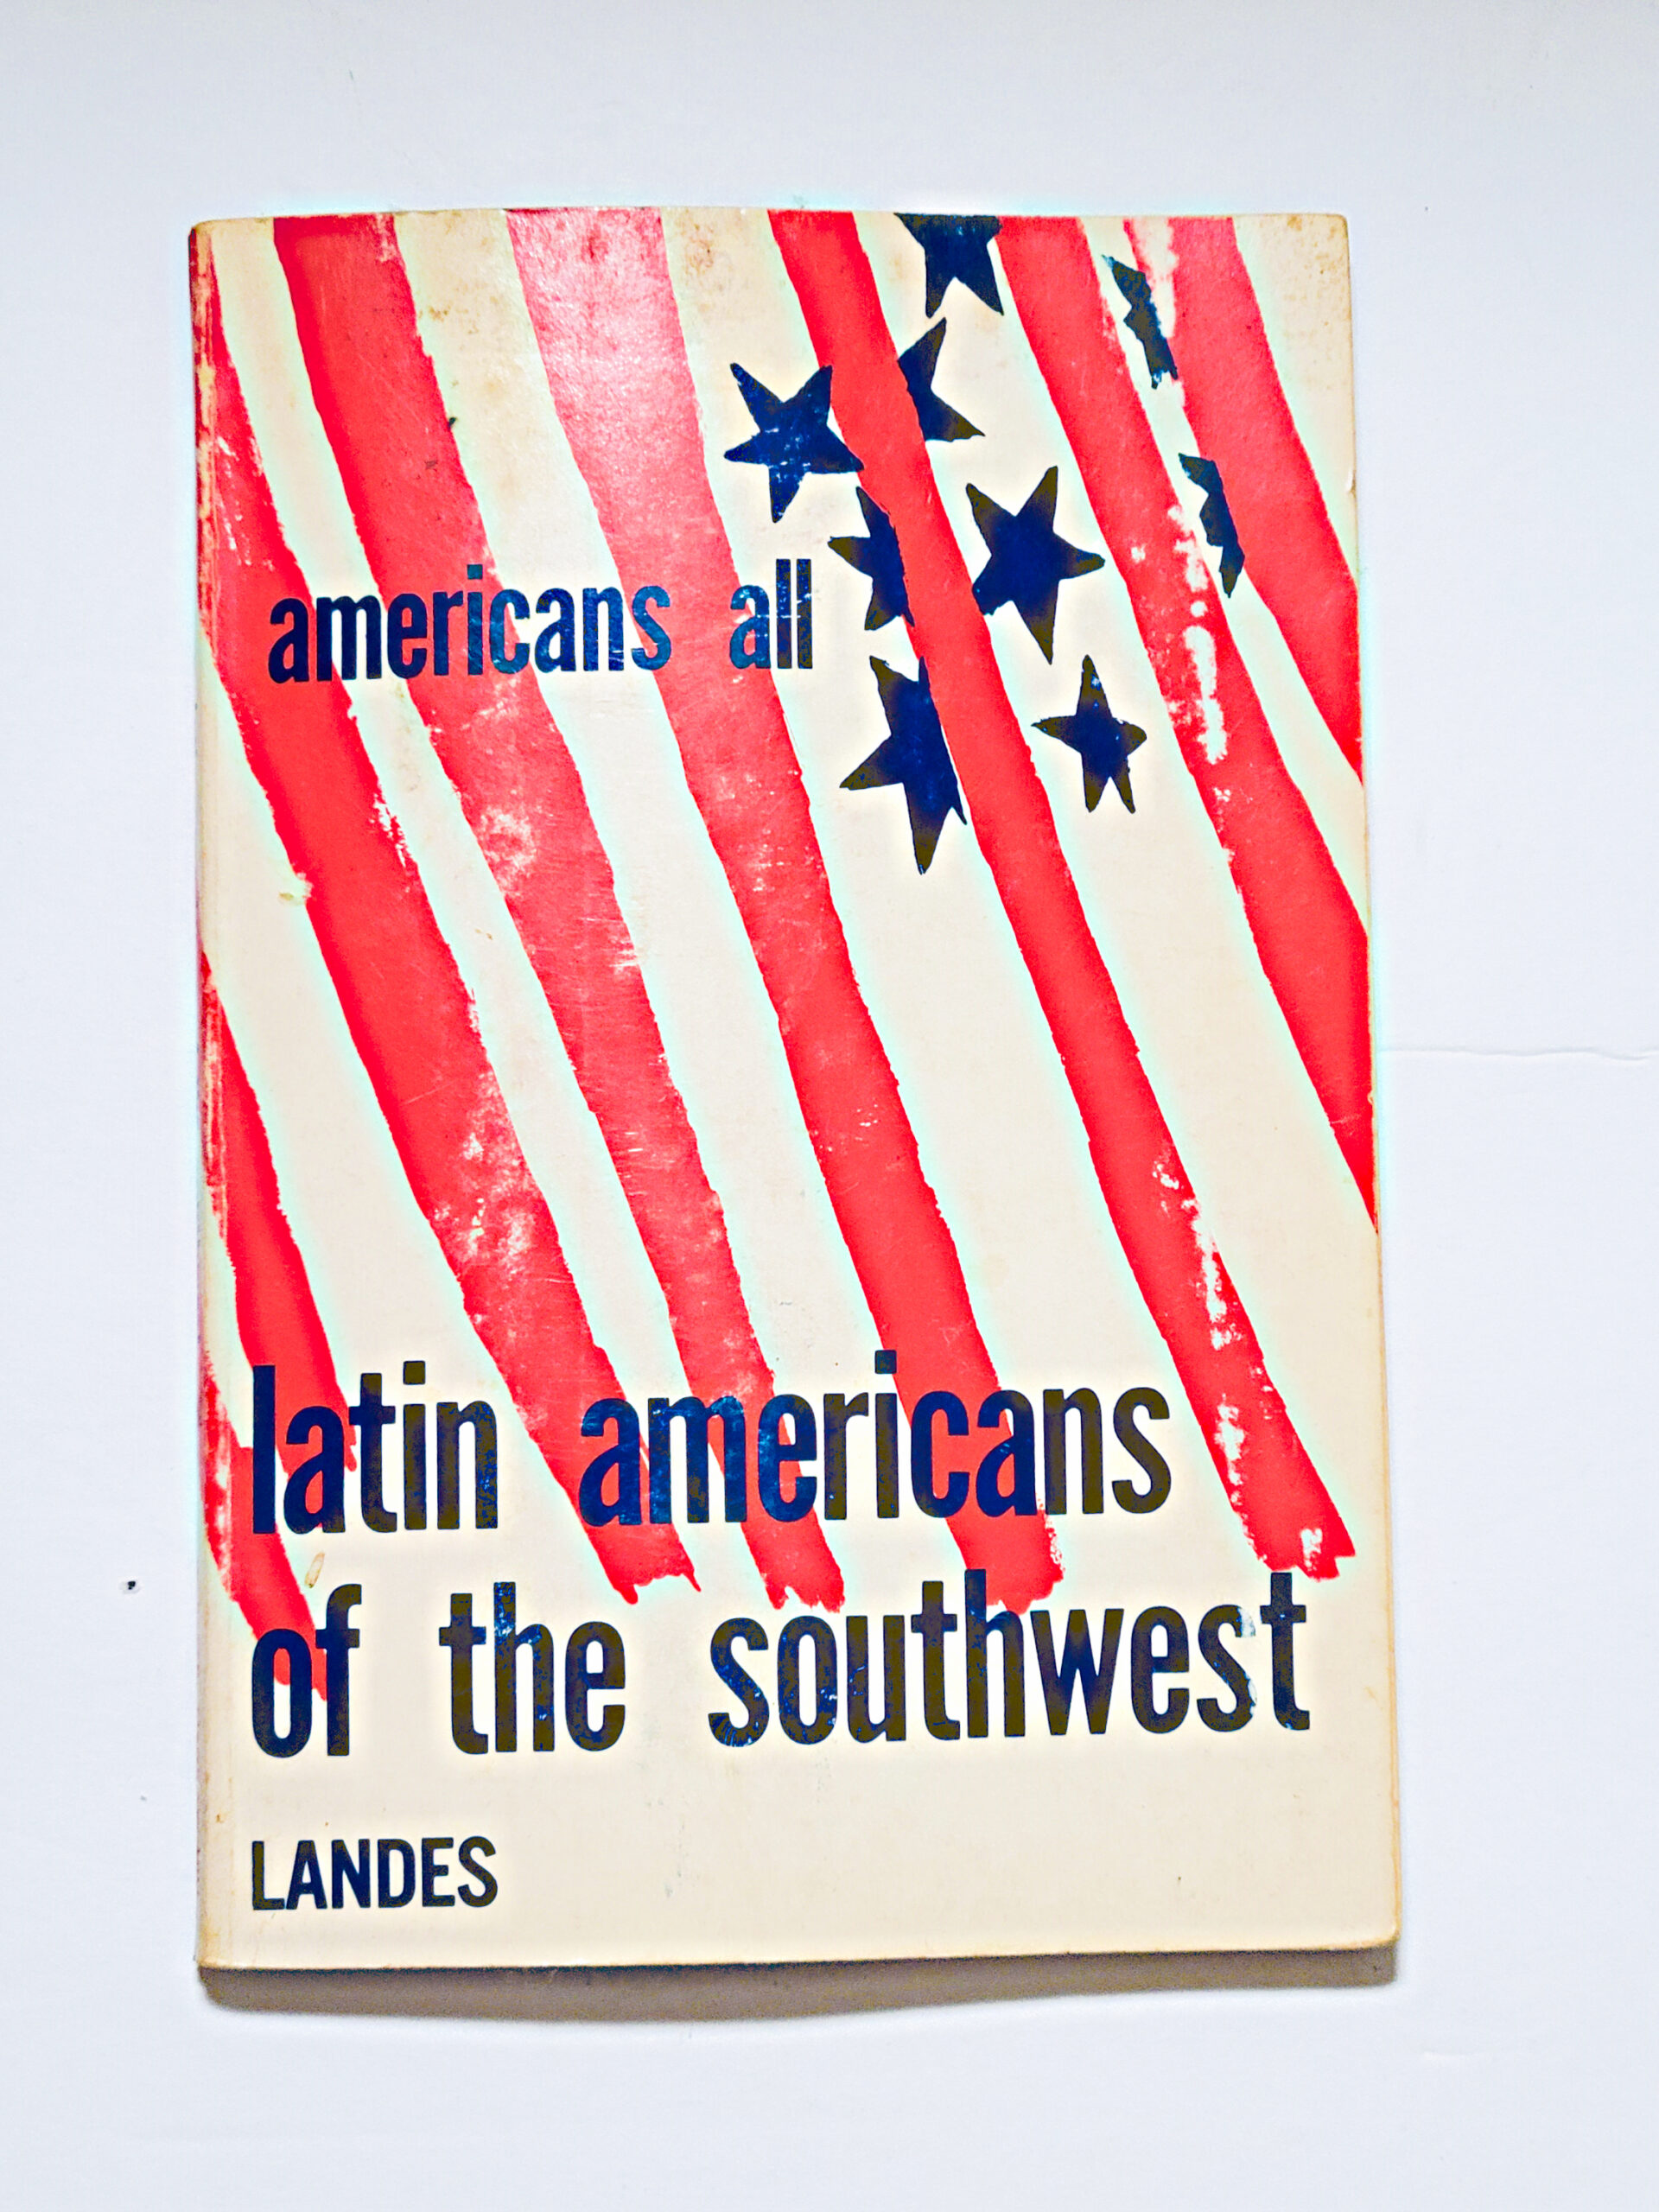 americans all
latin americans
of the southwest
LANDES